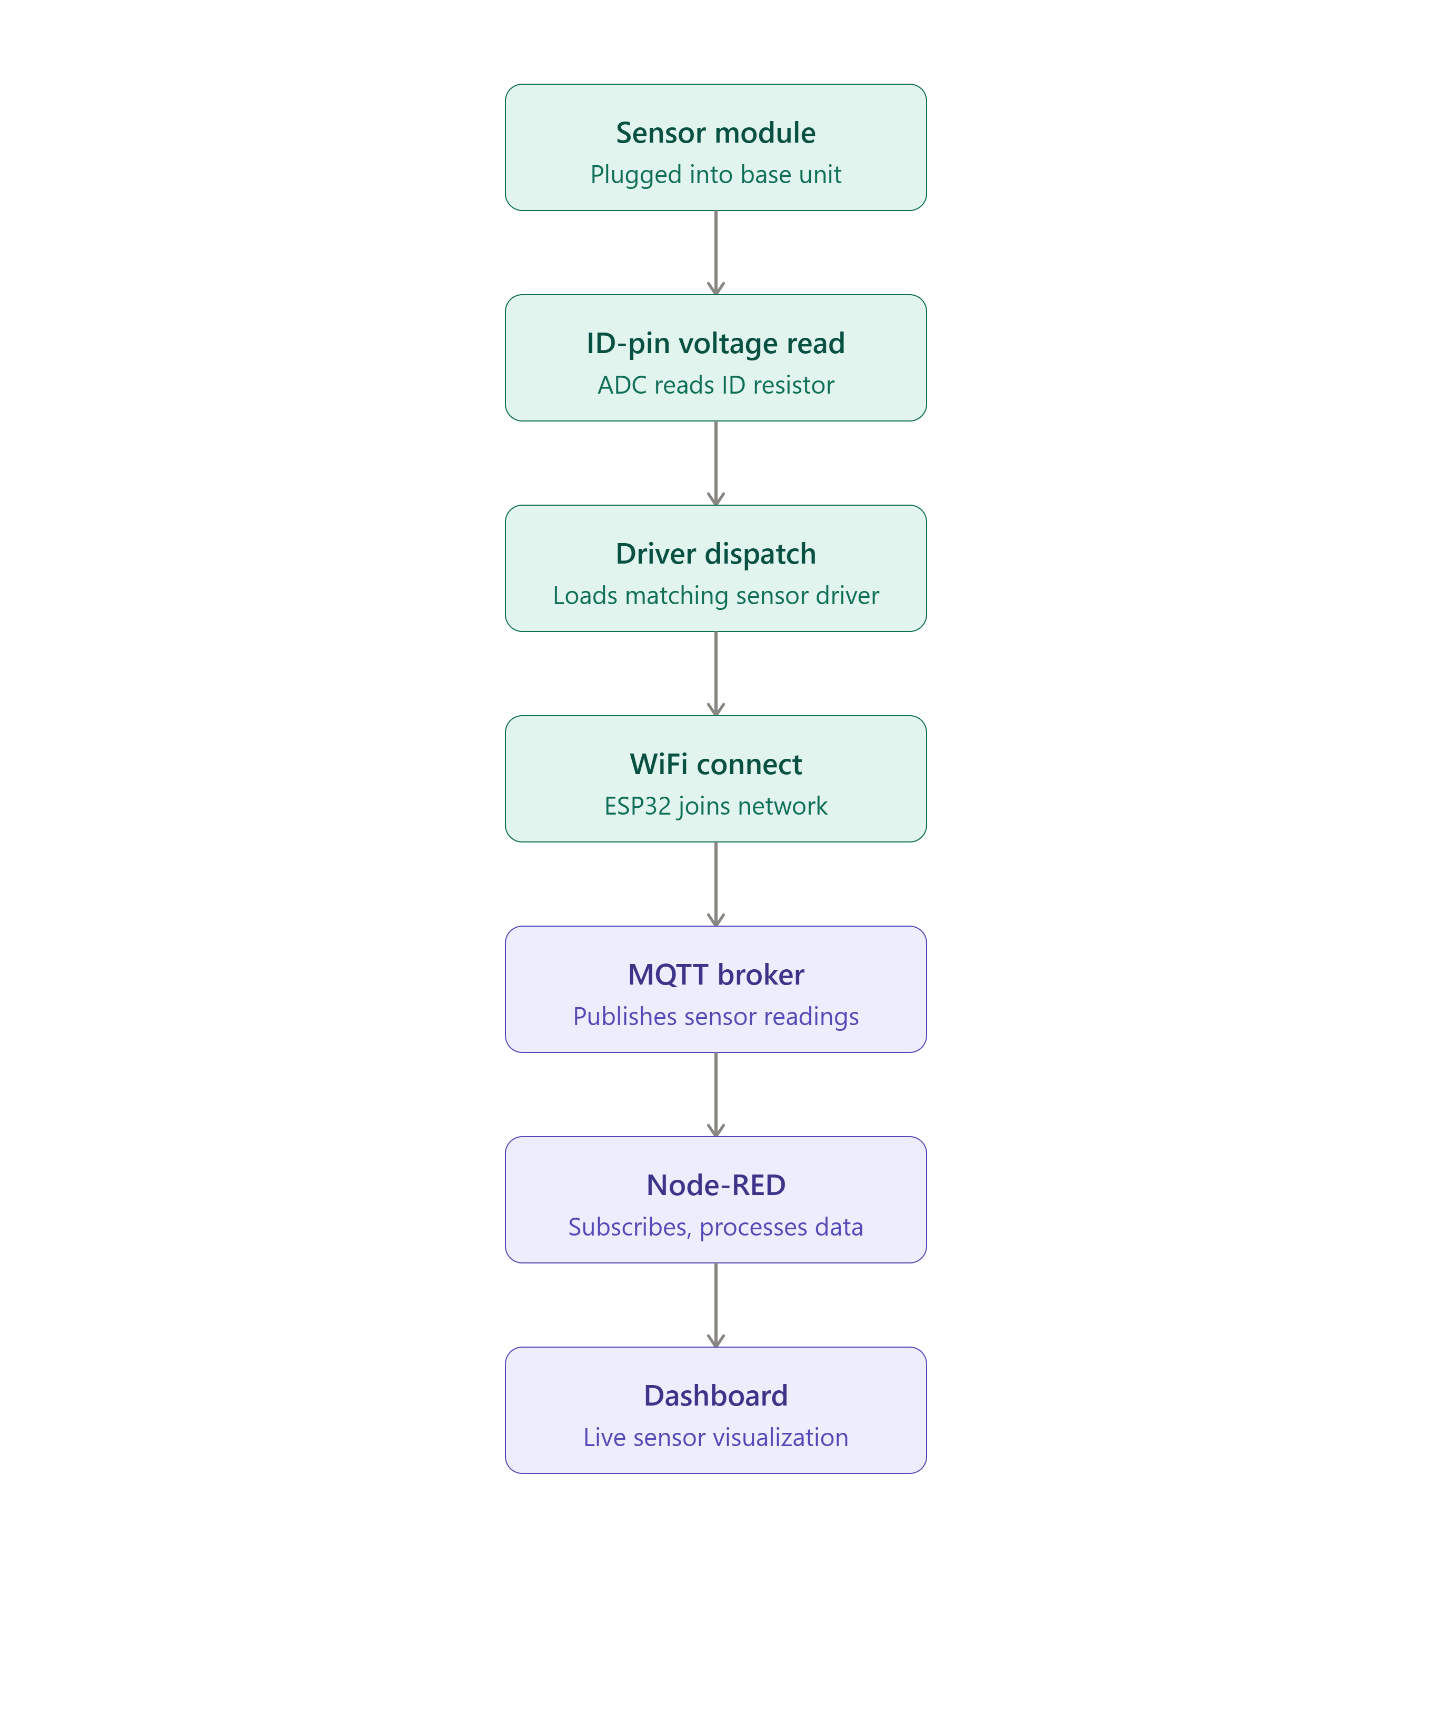 Sensor module
Plugged into base unit
ID-pin voltage read
ADC reads ID resistor
Driver dispatch
Loads matching sensor driver
WiFi connect
ESP32 joins network
MQTT broker
Publishes sensor readings
Node-RED
Subscribes, processes data
Dashboard
Live sensor visualization